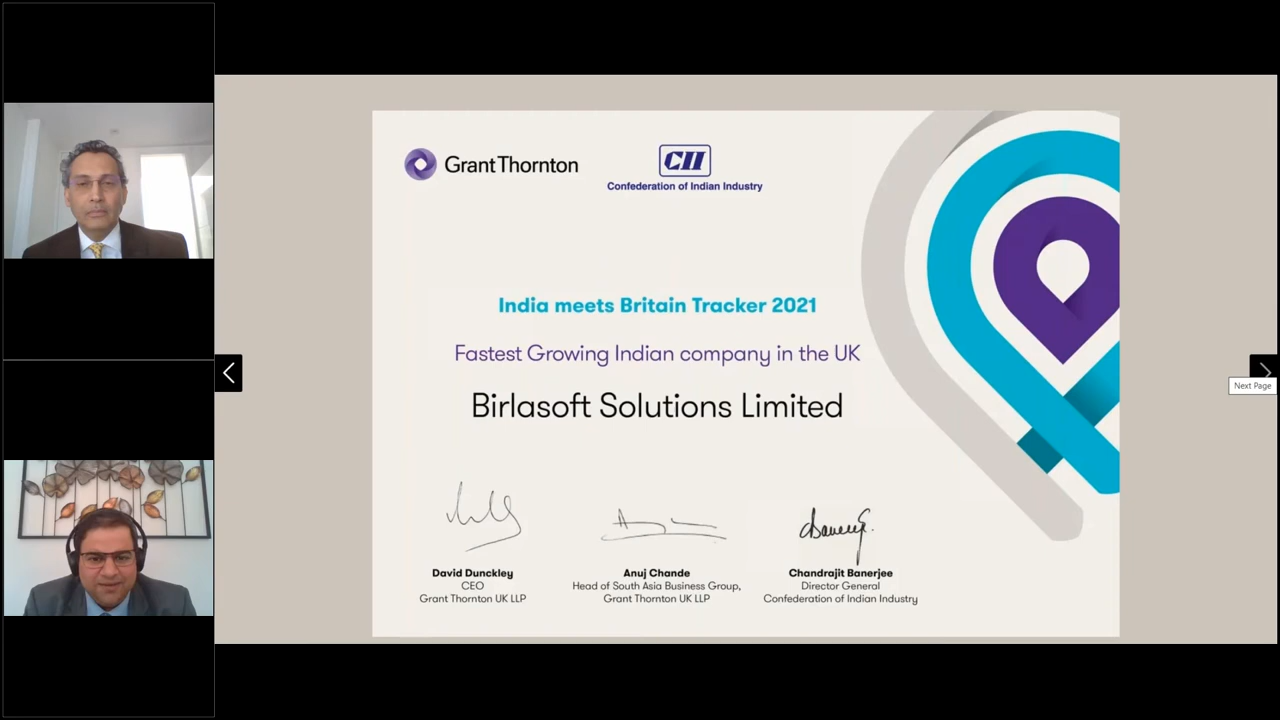 Grant Thornton
CII
Confederation of Indian Industry
India meets Britain Tracker 2021
Fastest Growing Indian company in the UK
Birlasoft Solutions Limited
David Dunckley
CEO
Grant Thornton UK LLP
Anuj Chande
Head of South Asia Business Group,
Grant Thornton UK LLP
Chandrajit Banerjee
Director General
Confederation of Indian Industry
Next Page